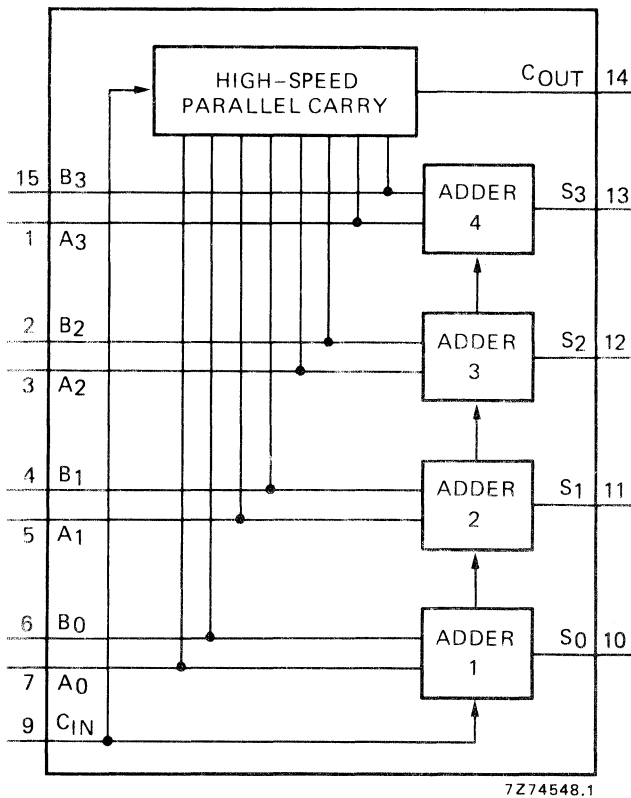 HIGH-SPEED
PARALLEL CARRY
COUT 14
15 B3
ADDER
4
S3 13
1 A3
2 B2
ADDER
3
S2 12
3 A2
4 B1
ADDER
2
S1 11
5 A1
6 B0
ADDER
1
S0 10
7 A0
9 CIN
7Z74548.1